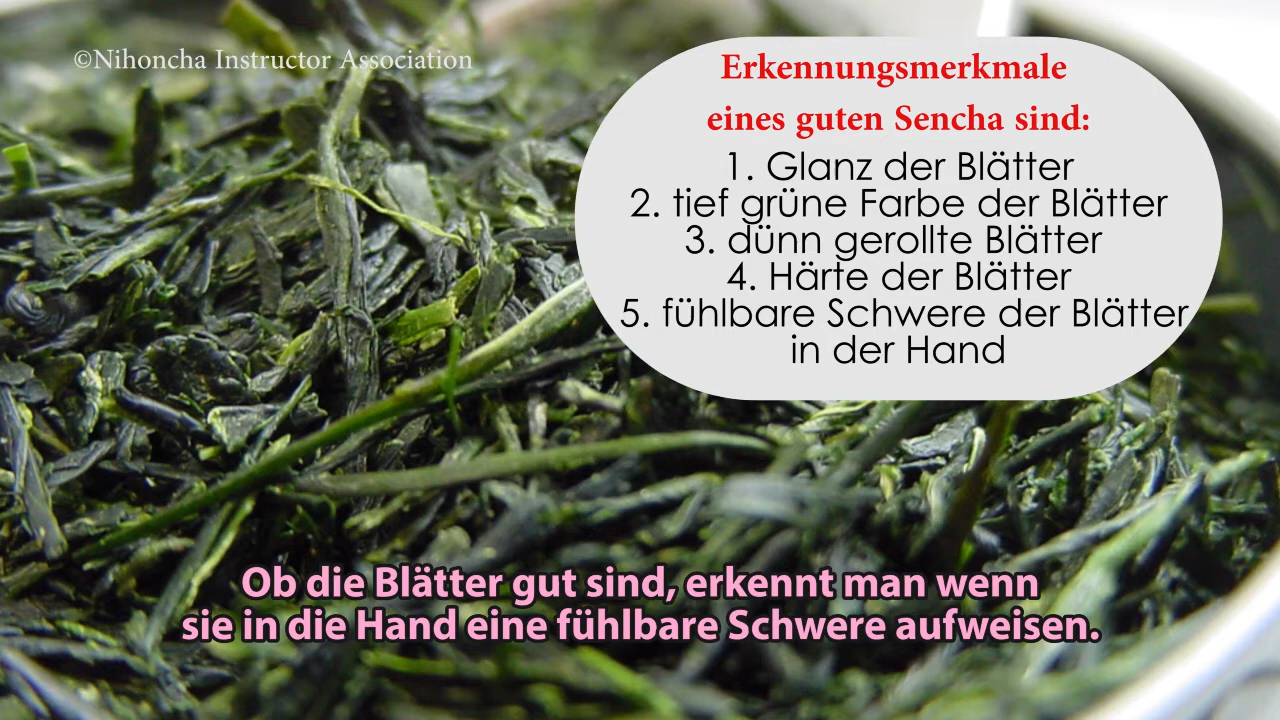 ©Nihoncha Instructor Association
Erkennungsmerkmale
eines guten Sencha sind:
1. Glanz der Blätter
2. tief grüne Farbe der Blätter
3. dünn gerollte Blätter
4. Härte der Blätter
5. fühlbare Schwere der Blätter
in der Hand
Ob die Blätter gut sind, erkennt man wenn
sie in die Hand eine fühlbare Schwere aufweisen.